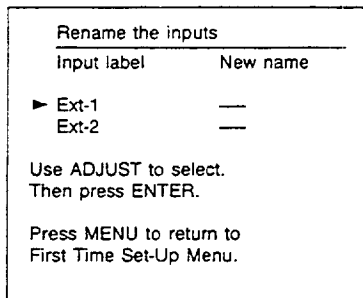 Rename the inputs
Input label New name
► Ext-1 —
Ext-2 —
Use ADJUST to select.
Then press ENTER.
Press MENU to return to
First Time Set-Up Menu.